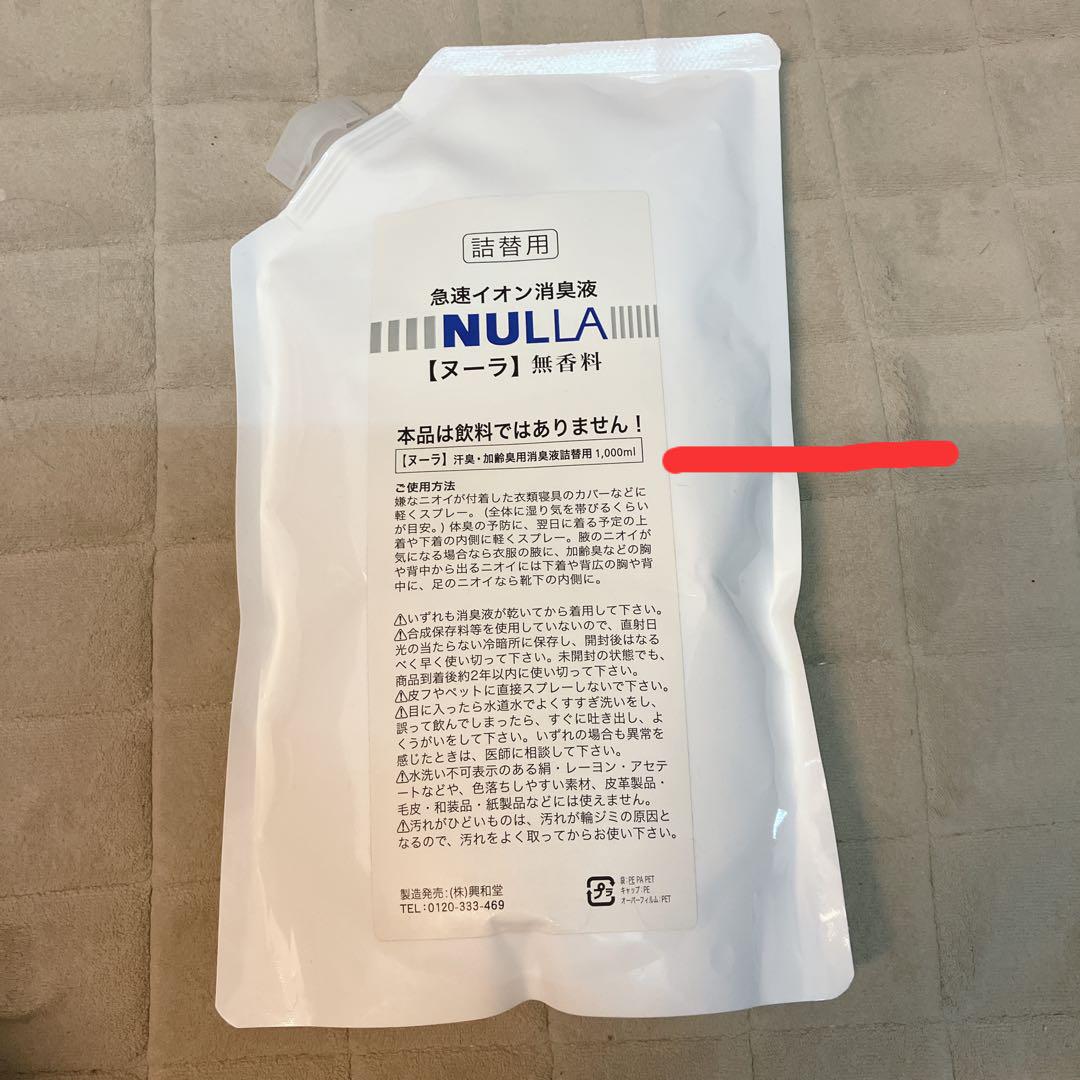 詰替用
急速イオン消臭液
NULLA
【ヌーラ】無香料
本品は飲料ではありません！
【ヌーラ】汗臭・加齢臭用消臭液詰替用 1,000ml
ご使用方法
嫌なニオイが付着した衣類寝具のカバーなどに
軽くスプレー。（全体に湿り気を帯びるくらい
が目安。）体臭の予防に、翌日に着る予定の上
着や下着の内側に軽くスプレー。腋のニオイが
気になる場合なら衣服の腋に、加齢臭などの胸
や背中から出るニオイには下着や背広の胸や背
中に、足のニオイなら靴下の内側に。
⚠いずれも消臭液が乾いてから着用して下さい。
⚠合成保存料等を使用していないので、直射日
光の当たらない冷暗所に保存し、開封後はなる
べく早く使い切って下さい。未開封の状態でも、
商品到着後約2年以内に使い切って下さい。
⚠皮フやペットに直接スプレーしないで下さい。
⚠目に入ったら水道水でよくすすぎ洗いをし、
誤って飲んでしまったら、すぐに吐き出し、よ
くうがいをして下さい。いずれの場合も異常を
感じたときは、医師に相談して下さい。
⚠水洗い不可表示のある絹・レーヨン・アセテ
ートなどや、色落ちしやすい素材、皮革製品・
毛皮・和装品・紙製品などには使えません。
⚠汚れがひどいものは、汚れが輪ジミの原因と
なるので、汚れをよく取ってからお使い下さい。
製造発売：(株)興和堂
TEL：0120-333-469
プラ
袋：PE PA PET
キャップ：PE
オーバーフィルム：PET